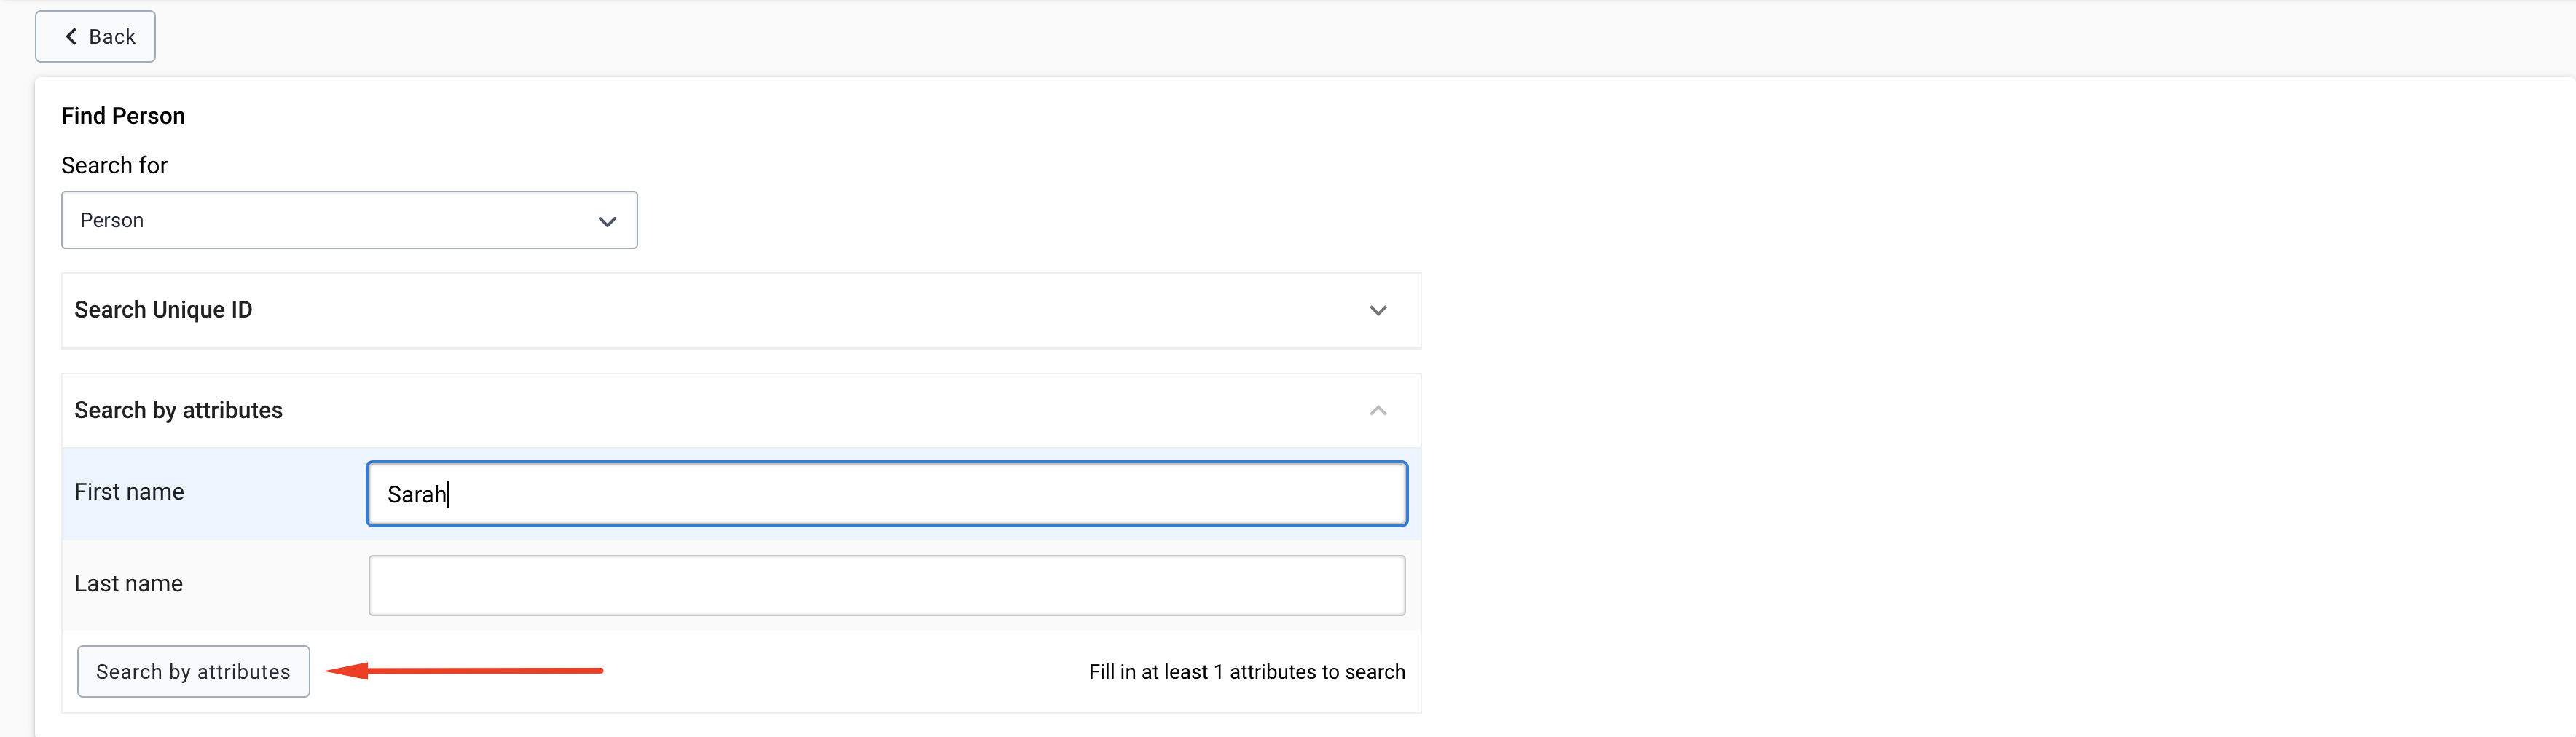 Back
Find Person
Search for
Person
Search Unique ID
Search by attributes
First name
Sarah
Last name
Search by attributes
Fill in at least 1 attributes to search